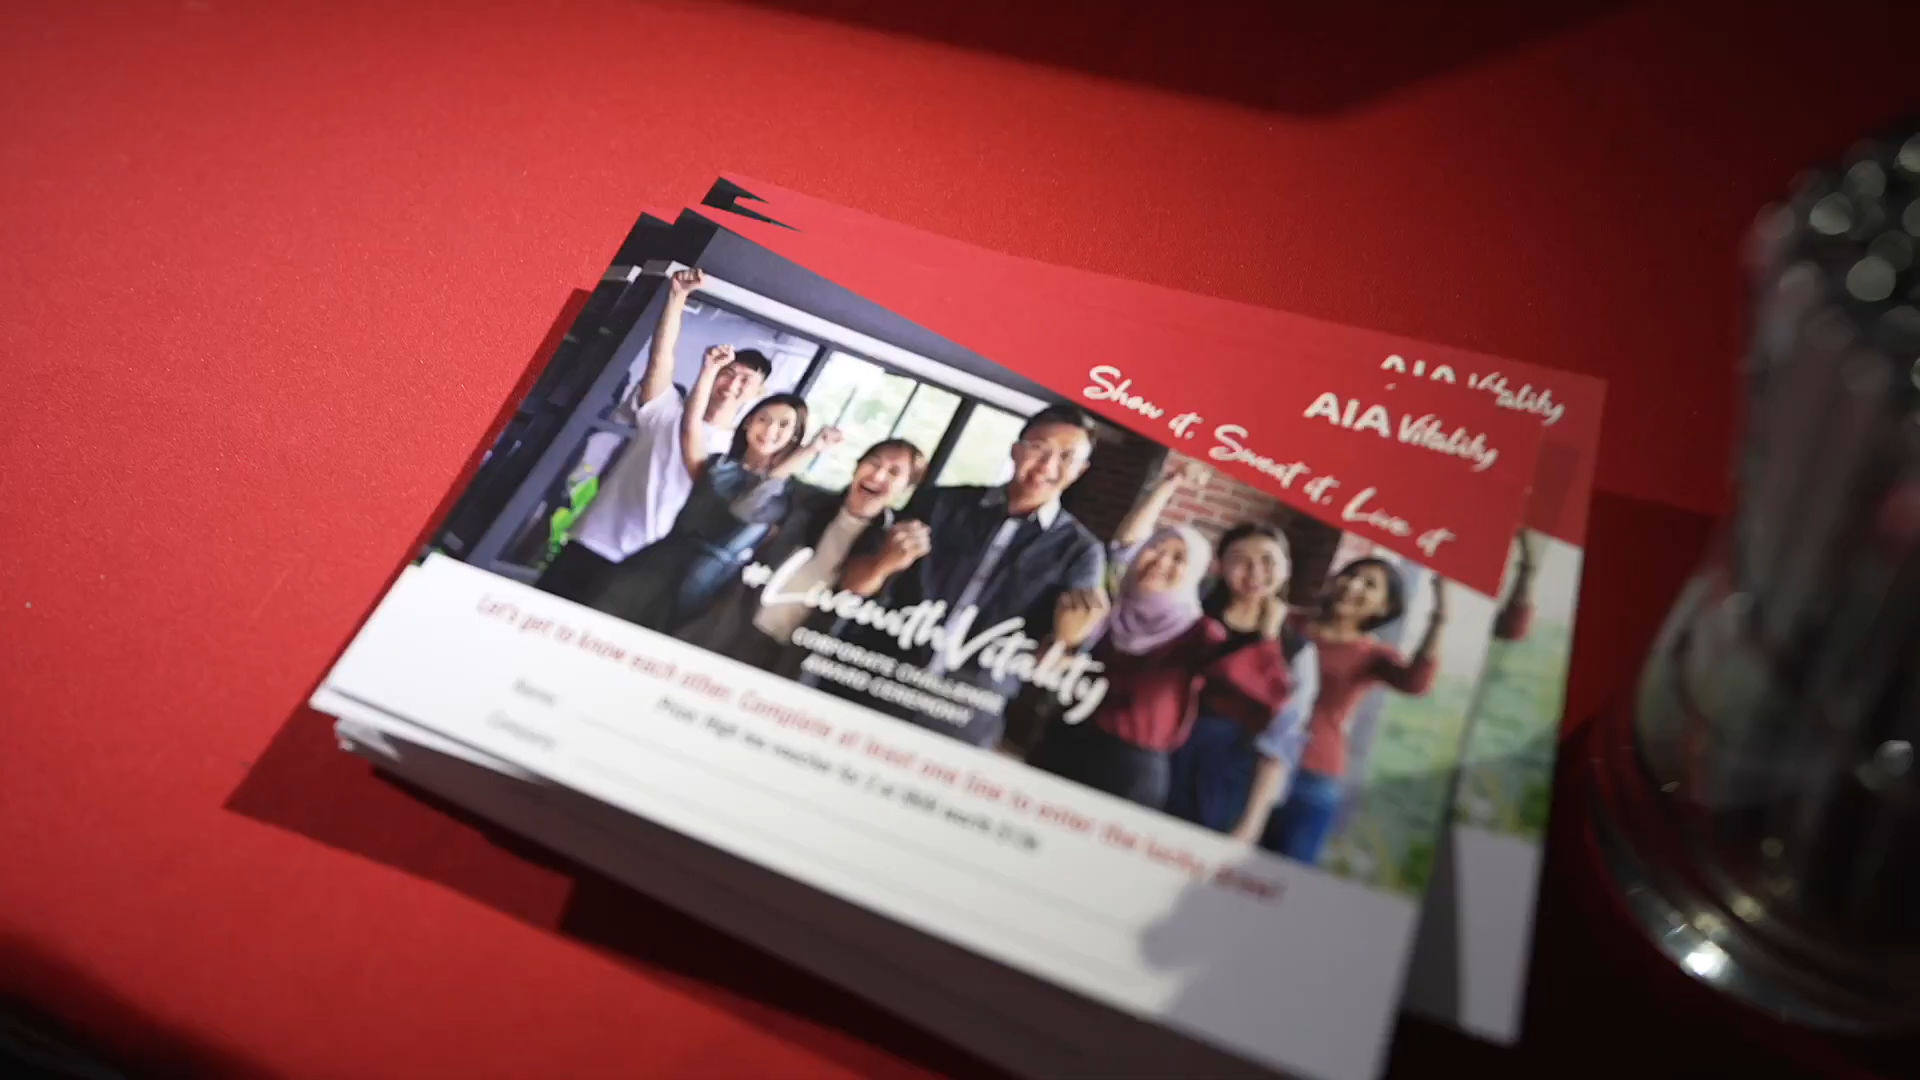 AIA Vitality
AIA Vitality
Show it. Sweat it. Live it
#LivewithVitality
CORPORATE CHALLENGE
AWARD CEREMONY
Let's get to know each other. Complete at least one line to enter the lucky draw!
Name
Company